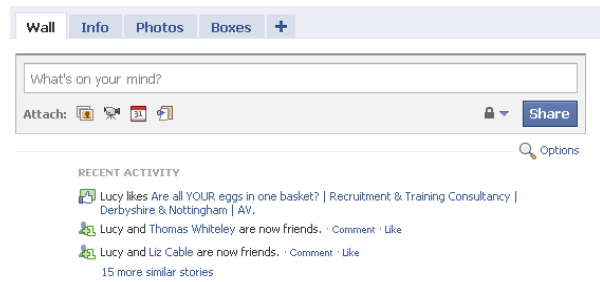 Wall Info Photos Boxes +
What's on your mind?
Attach: 31 Share
Options
RECENT ACTIVITY
Lucy likes Are all YOUR eggs in one basket? | Recruitment & Training Consultancy |
Derbyshire & Nottingham | AV.
Lucy and Thomas Whiteley are now friends. · Comment · Like
Lucy and Liz Cable are now friends. · Comment · Like
15 more similar stories